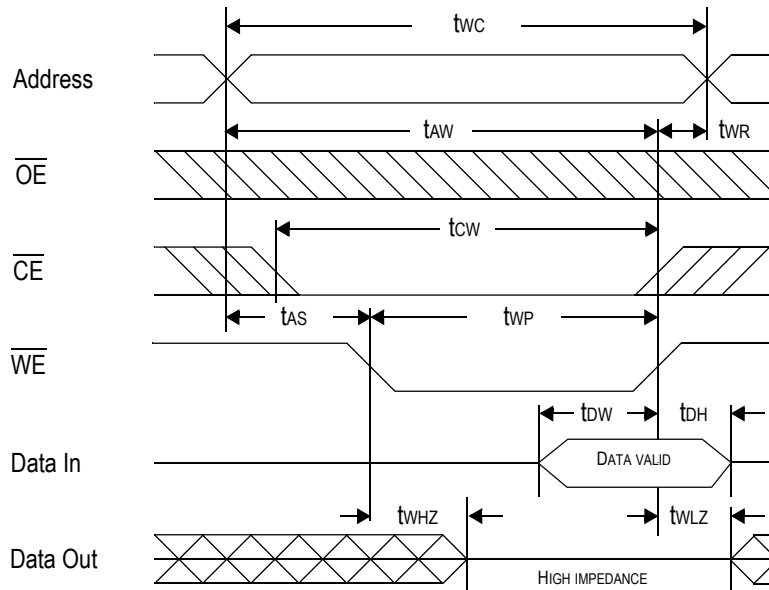 tWC
Address
tAW
tWR
OE
tCW
CE
tAS
tWP
WE
tDW
tDH
Data In
DATA VALID
tWHZ
tWLZ
Data Out
HIGH IMPEDANCE